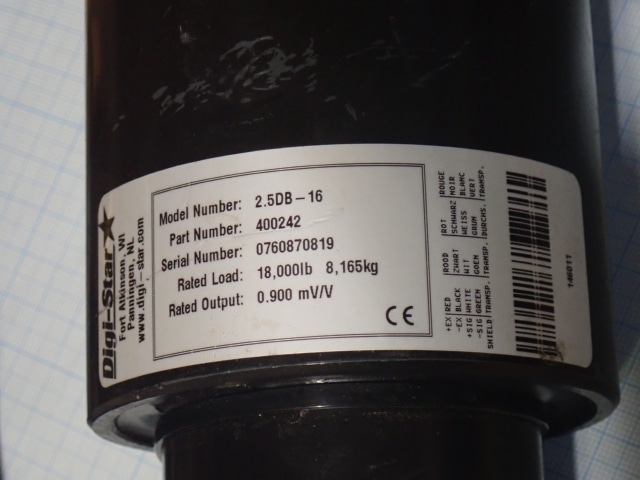 Digi-Star
Fort Atkinson, WI
Panningen, NL
www.digi-star.com
Model Number: 2.5DB-16
Part Number: 400242
Serial Number: 0760870819
Rated Load: 18,000lb 8,165kg
Rated Output: 0.900 mV/V
CE
+EX RED ROOD ROT ROUGE
-EX BLACK ZWART SCHWARZ NOIR
+SIG WHITE WIT WEISS BLANC
-SIG GREEN GOEN GRUN VERT
SHIELD TRANSP. TRANSP. DURCHS. TRANSP.
146011